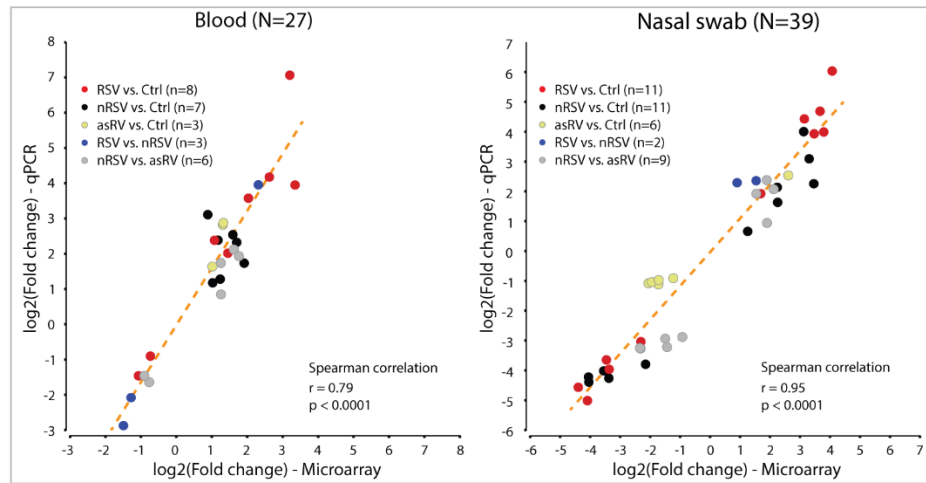 Blood (N=27)
8
7
6
5
4
3
2
1
0
-1
-2
-3
log2(Fold change) - qPCR
RSV vs. Ctrl (n=8)
nRSV vs. Ctrl (n=7)
asRV vs. Ctrl (n=3)
RSV vs. nRSV (n=3)
nRSV vs. asRV (n=6)
Spearman correlation
r = 0.79
p < 0.0001
-3 -2 -1 0 1 2 3 4 5 6 7 8
log2(Fold change) - Microarray
Nasal swab (N=39)
7
6
5
4
3
2
1
0
-1
-2
-3
-4
-5
-6
log2(Fold change) - qPCR
RSV vs. Ctrl (n=11)
nRSV vs. Ctrl (n=11)
asRV vs. Ctrl (n=6)
RSV vs. nRSV (n=2)
nRSV vs. asRV (n=9)
Spearman correlation
r = 0.95
p < 0.0001
-6 -5 -4 -3 -2 -1 0 1 2 3 4 5 6 7
log2(Fold change) - Microarray